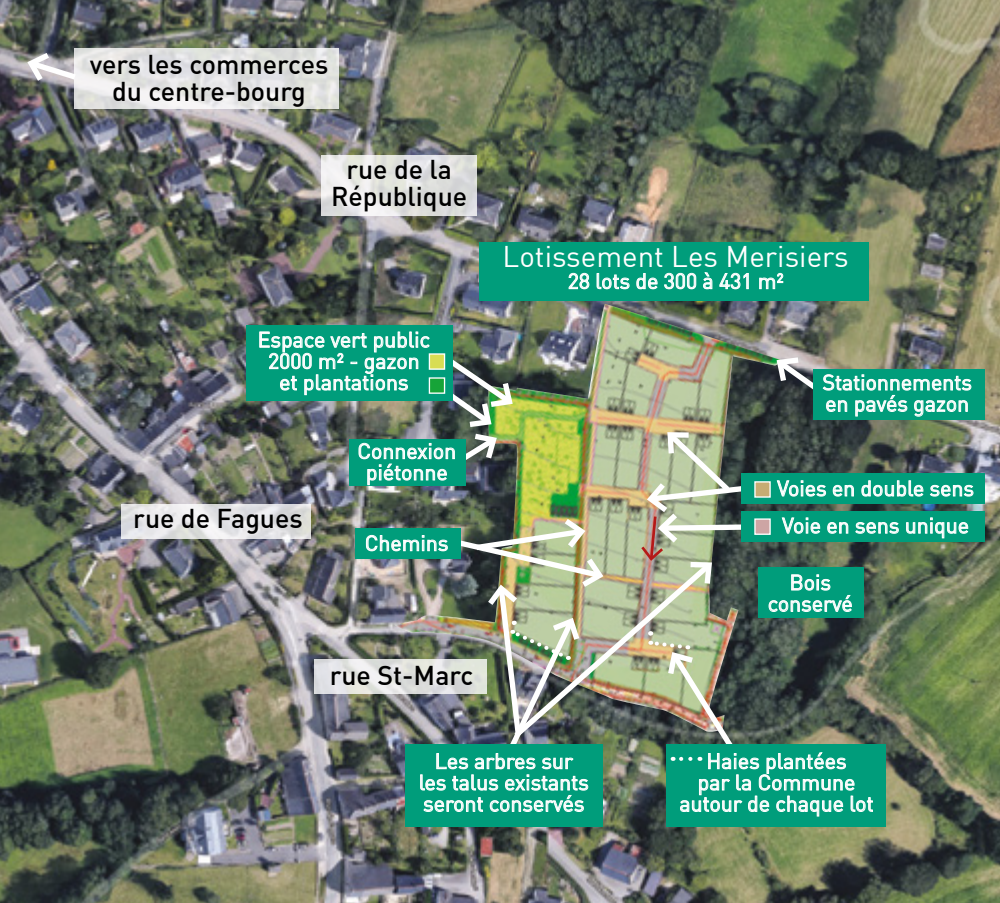 vers les commerces
du centre-bourg
rue de la
République
Lotissement Les Merisiers
28 lots de 300 à 431 m²
Espace vert public
2000 m² - gazon
et plantations
Stationnements
en pavés gazon
Connexion
piétonne
Voies en double sens
rue de Fagues
Voie en sens unique
Chemins
Bois
conservé
rue St-Marc
Les arbres sur
les talus existants
seront conservés
Haies plantées
par la Commune
autour de chaque lot